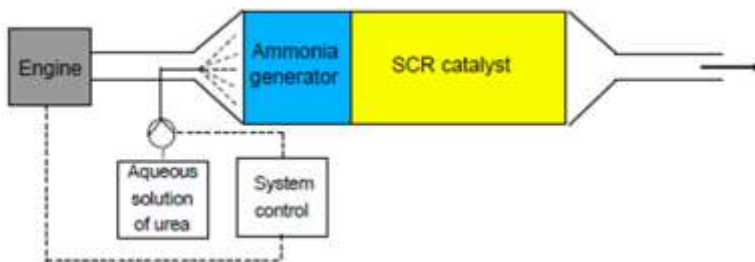 Engine
Ammonia
generator
SCR catalyst
Aqueous
solution
of urea
System
control